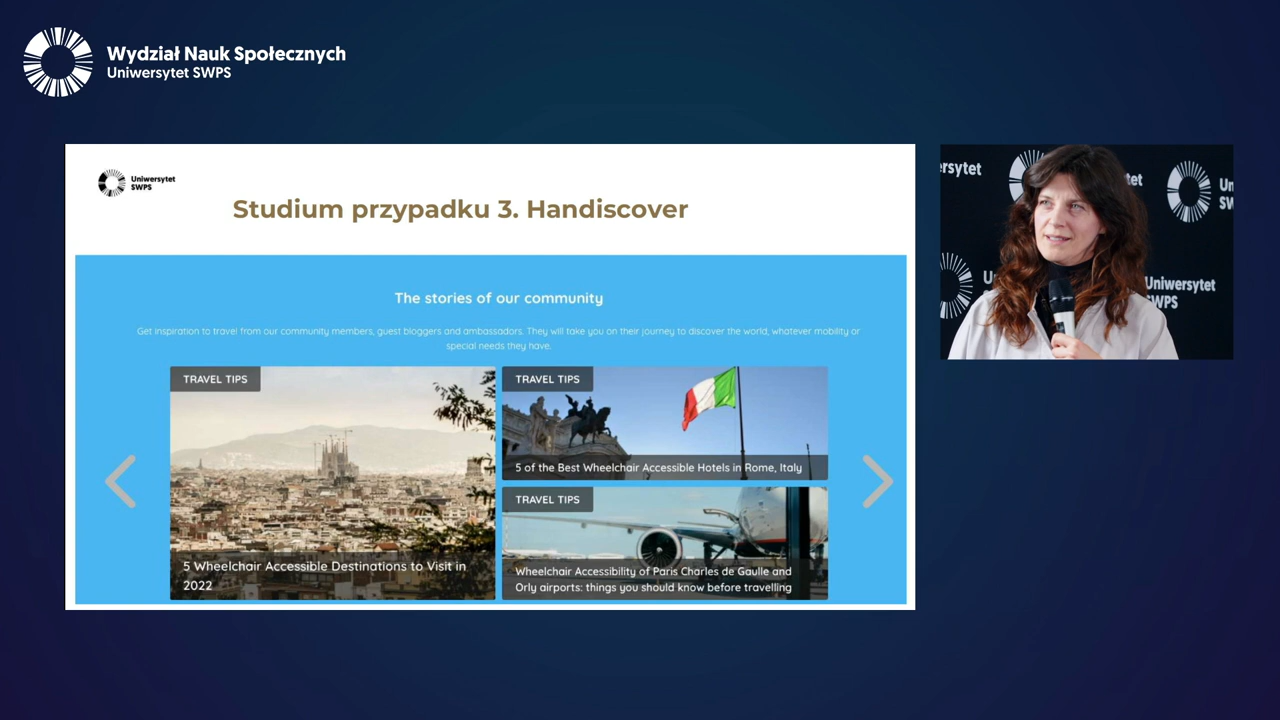 Wydział Nauk Społecznych
Uniwersytet SWPS
Uniwersytet
SWPS
Studium przypadku 3. Handiscover
The stories of our community
Get inspiration to travel from our community members, guest bloggers and ambassadors. They will take you on their journey to discover the world, whatever mobility or
special needs they have.
TRAVEL TIPS
5 Wheelchair Accessible Destinations to Visit in
2022
TRAVEL TIPS
5 of the Best Wheelchair Accessible Hotels in Rome, Italy
TRAVEL TIPS
Wheelchair Accessibility of Paris Charles de Gaulle and
Orly airports: things you should know before travelling
Uniwersytet